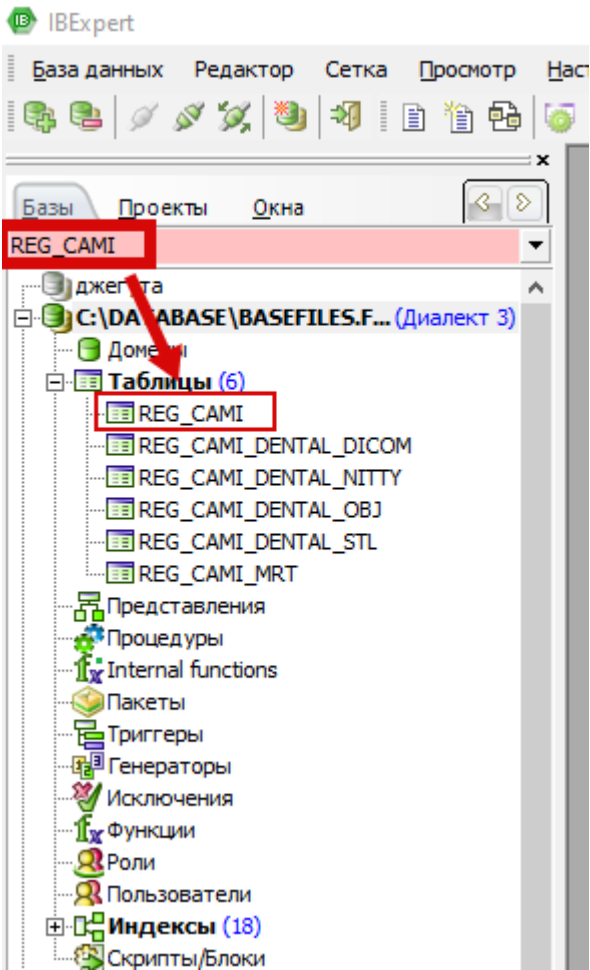 IBExpert
База данных Редактор Сетка Просмотр Наст
Базы Проекты Окна
REG_CAMI
C:\DATABASE\BASEFILES.F... (Диалект 3)
Таблицы (6)
REG_CAMI
REG_CAMI_DENTAL_DICOM
REG_CAMI_DENTAL_NITTY
REG_CAMI_DENTAL_OBJ
REG_CAMI_DENTAL_STL
REG_CAMI_MRT
Представления
Процедуры
Internal functions
Пакеты
Триггеры
Генераторы
Исключения
Функции
Роли
Пользователи
Индексы (18)
Скрипты/Блоки